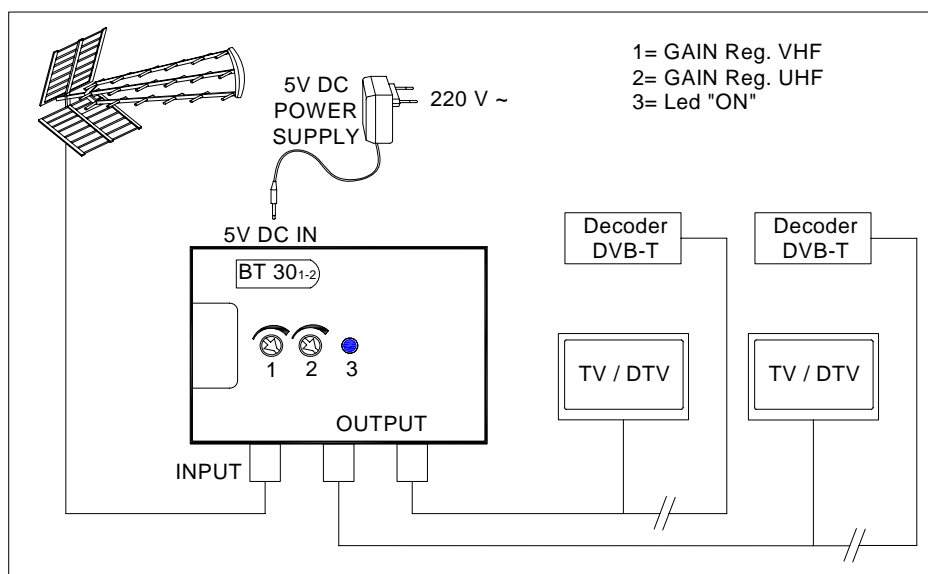 1= GAIN Reg. VHF
2= GAIN Reg. UHF
3= Led "ON"
5V DC
POWER
SUPPLY
220 V ~
5V DC IN
BT 301-2)
1 2 3
OUTPUT
INPUT
Decoder
DVB-T
Decoder
DVB-T
TV / DTV
TV / DTV